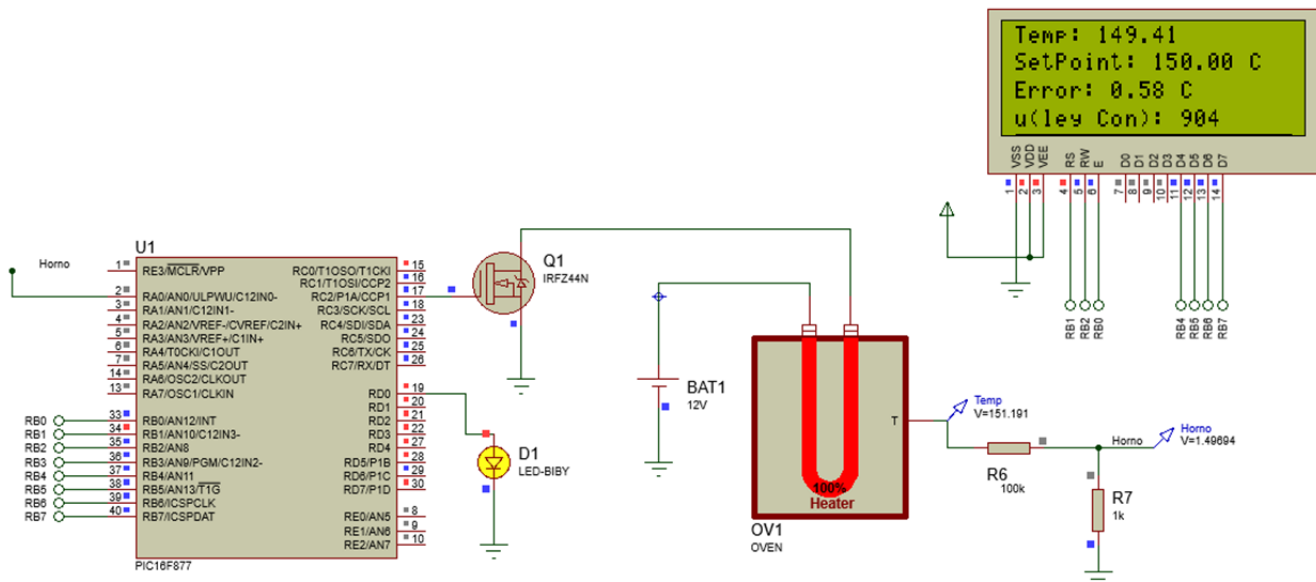 Temp: 149.41
SetPoint: 150.00 C
Error: 0.58 C
u(ley Con): 904
VSS
VDD
VEE
RS
RW
E
D0
D1
D2
D3
D4
D5
D6
D7
1
2
3
4
5
6
7
8
9
10
11
12
13
14
RB1
RB2
RB0
RB4
RB5
RB6
RB7
U1
Horno
1 RE3/MCLR/VPP
2 RA0/AN0/ULPWU/C12IN0-
3 RA1/AN1/C12IN1-
4 RA2/AN2/VREF-/CVREF/C2IN+
5 RA3/AN3/VREF+/C1IN+
6 RA4/T0CKI/C1OUT
7 RA5/AN4/SS/C2OUT
14 RA6/OSC2/CLKOUT
13 RA7/OSC1/CLKIN
RB0 33 RB0/AN12/INT
RB1 34 RB1/AN10/C12IN3-
RB2 35 RB2/AN8
RB3 36 RB3/AN9/PGM/C12IN2-
RB4 37 RB4/AN11
RB5 38 RB5/AN13/T1G
RB6 39 RB6/ICSPCLK
RB7 40 RB7/ICSPDAT
RC0/T1OSO/T1CKI 15
RC1/T1OSI/CCP2 16
RC2/P1A/CCP1 17
RC3/SCK/SCL 18
RC4/SDI/SDA 23
RC5/SDO 24
RC6/TX/CK 25
RC7/RX/DT 26
RD0 19
RD1 20
RD2 21
RD3 22
RD4 27
RD5/P1B 28
RD6/P1C 29
RD7/P1D 30
RE0/AN5 8
RE1/AN6 9
RE2/AN7 10
PIC16F877
Q1
IRFZ44N
D1
LED-BIBY
BAT1
12V
T
100%
Heater
OV1
OVEN
Temp
V=151.191
R6
100k
Horno
Horno
V=1.49694
R7
1k